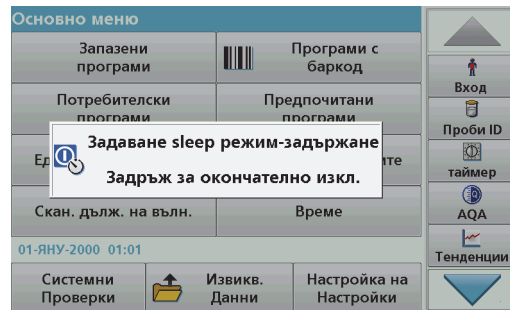 Основно меню
Запазени
програми
Програми с
баркод
Потребителски
програми
Предпочитани
програми
Задаване sleep режим-задържане
Задръж за окончателно изкл.
Скан. дълж. на вълн.
Време
01-ЯНУ-2000 01:01
Системни
Проверки
Извикв.
Данни
Настройка на
Настройки
Вход
Проби ID
таймер
AQA
Тенденции